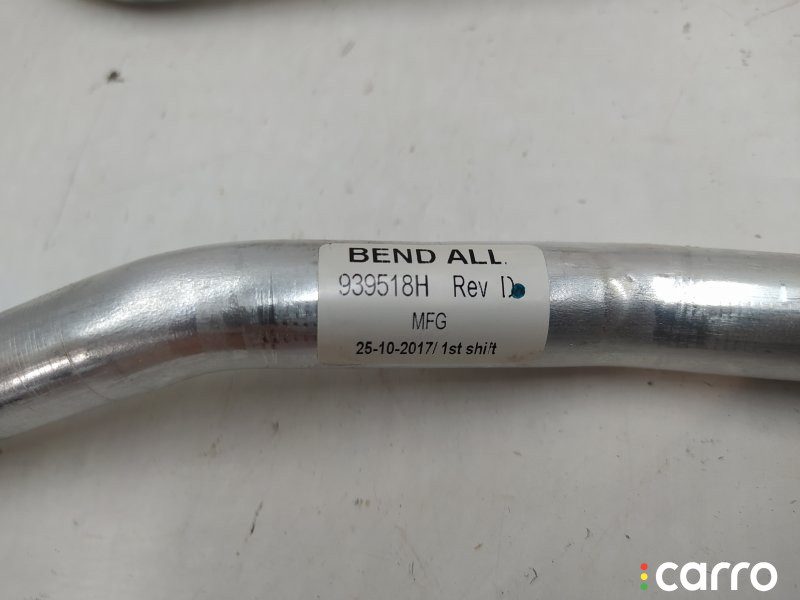 BEND ALL.
939518H Rev D
MFG
25-10-2017/ 1st shift
carro